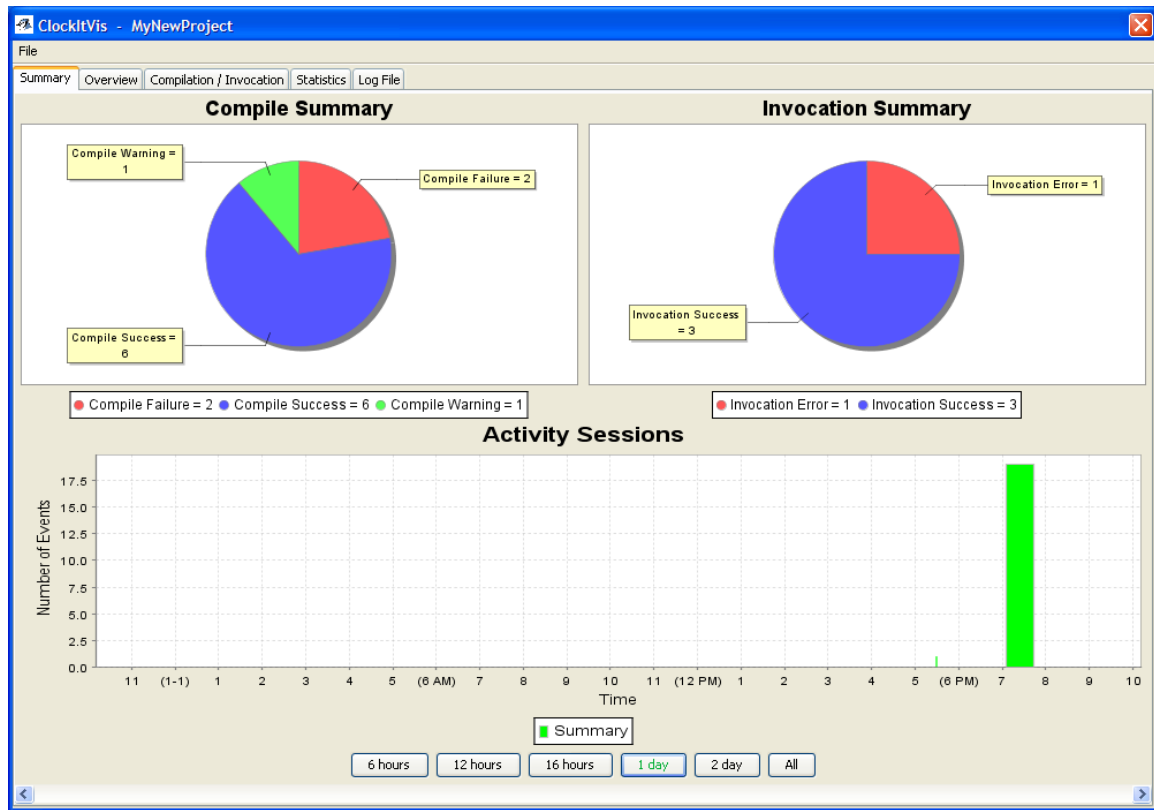 ClockItVis - MyNewProject
File
Summary Overview Compilation / Invocation Statistics Log File
Compile Summary
Compile Warning =
1
Compile Failure = 2
Compile Success =
6
Compile Failure = 2 Compile Success = 6 Compile Warning = 1
Invocation Summary
Invocation Error = 1
Invocation Success
= 3
Invocation Error = 1 Invocation Success = 3
Activity Sessions
Number of Events
17.5
15.0
12.5
10.0
7.5
5.0
2.5
0.0
11 (1-1) 1 2 3 4 5 (6 AM) 7 8 9 10 11 (12 PM) 1 2 3 4 5 (6 PM) 7 8 9 10
Time
Summary
6 hours 12 hours 16 hours 1 day 2 day All